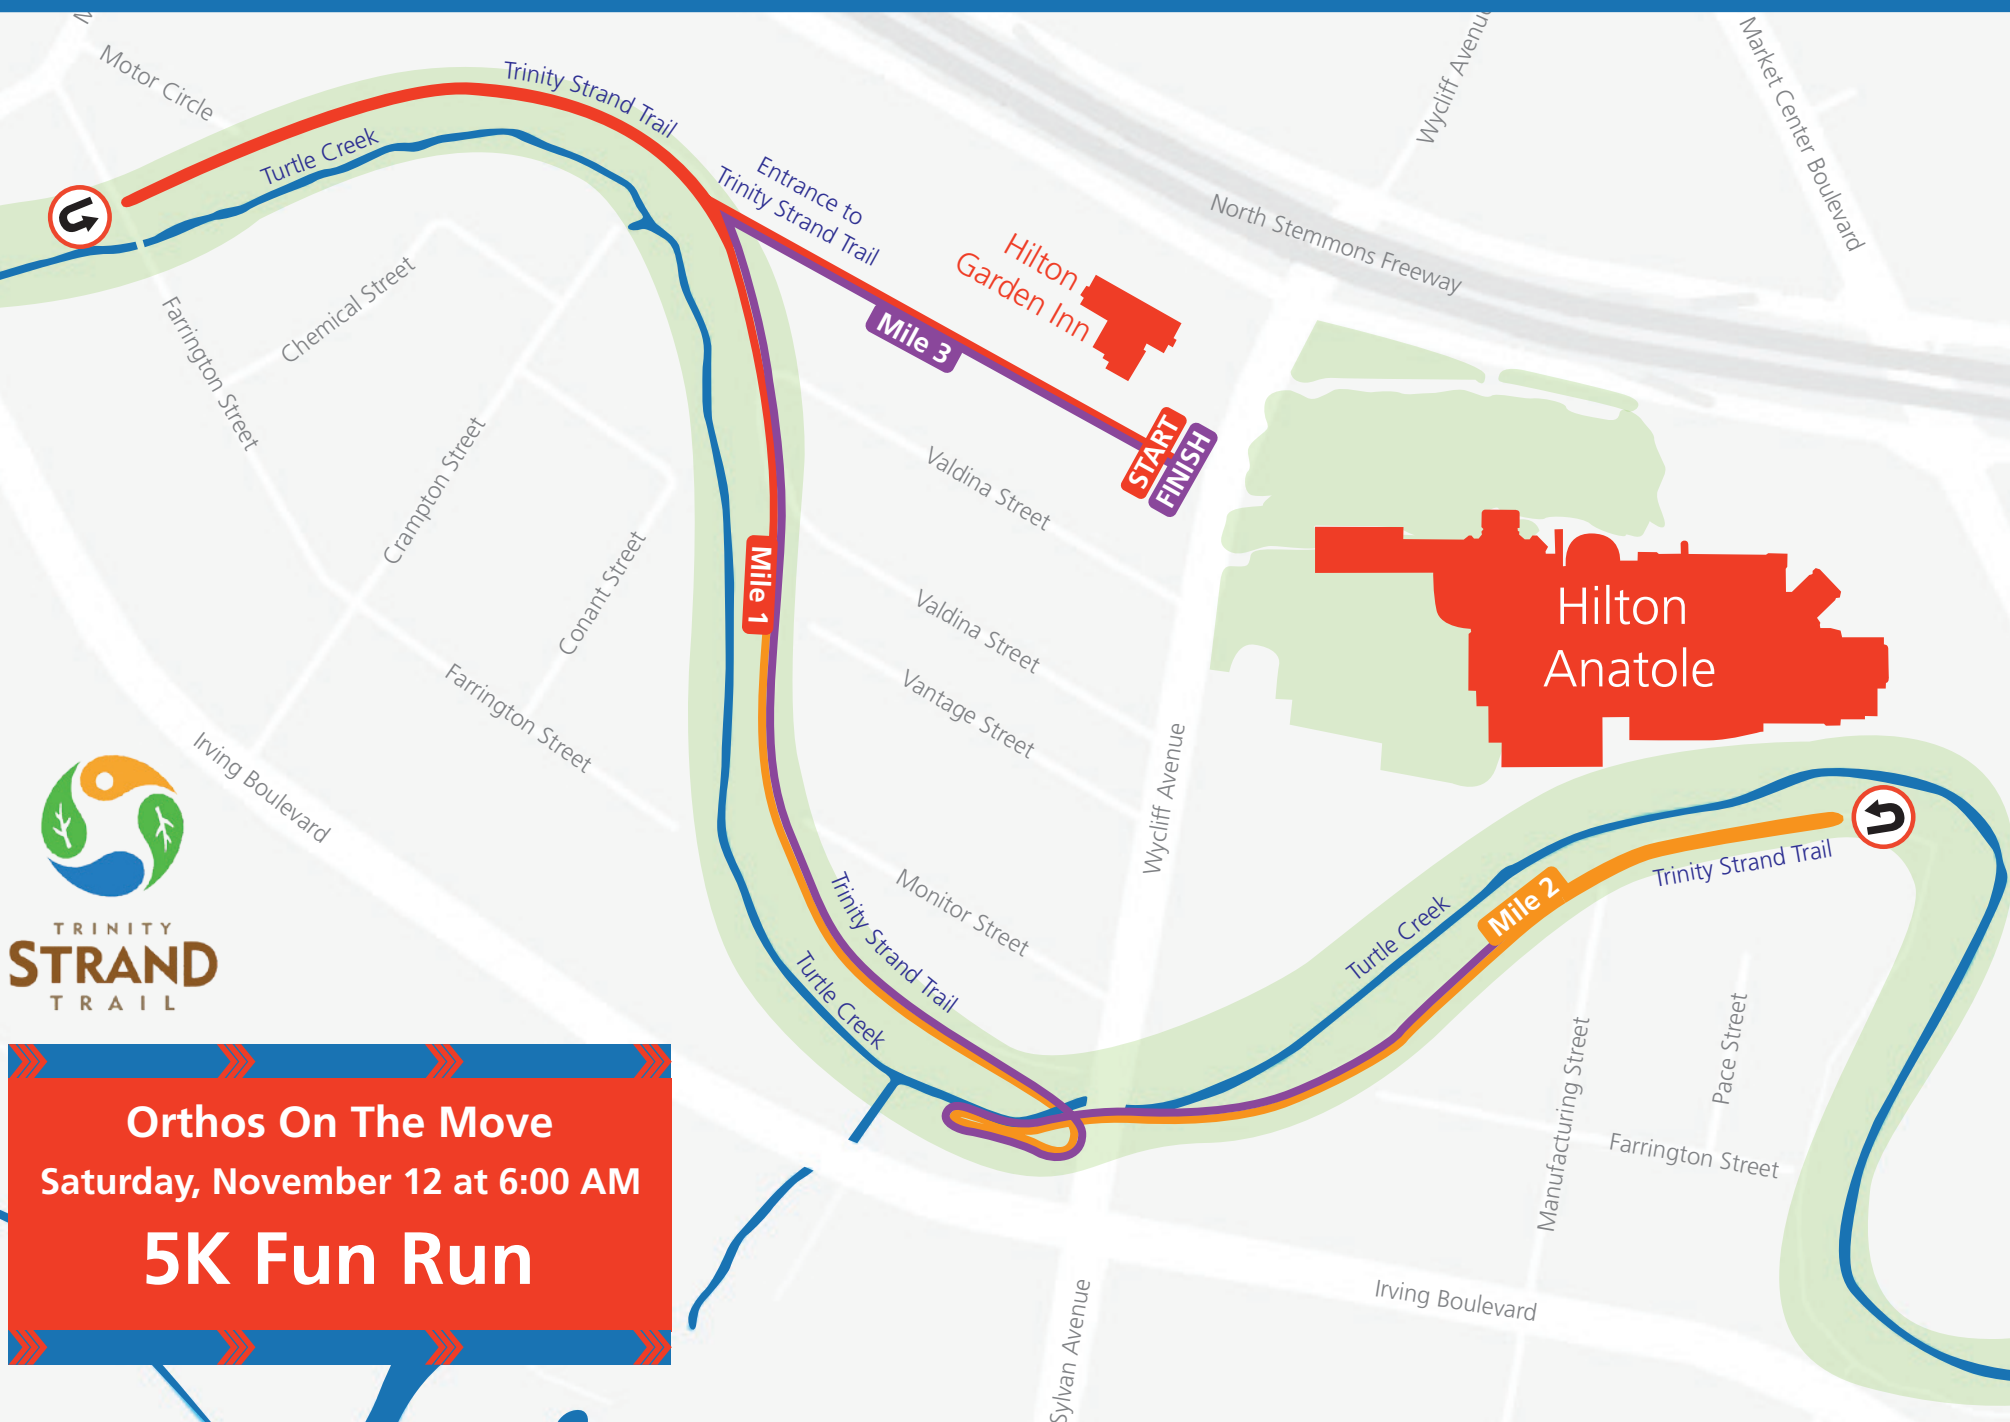 Motor Circle
Trinity Strand Trail
Turtle Creek
Entrance to
Trinity Strand Trail
Wycliff Avenue
Market Center Boulevard
North Stemmons Freeway
Hilton
Garden Inn
Mile 3
START
FINISH
Chemical Street
Farrington Street
Crampton Street
Conant Street
Farrington Street
Irving Boulevard
Mile 1
Valdina Street
Valdina Street
Vantage Street
Monitor Street
Wycliff Avenue
Hilton
Anatole
Trinity Strand Trail
Turtle Creek
Turtle Creek
Mile 2
Trinity Strand Trail
Manufacturing Street
Pace Street
Farrington Street
Irving Boulevard
Sylvan Avenue
TRINITY
STRAND
TRAIL
Orthos On The Move
Saturday, November 12 at 6:00 AM
5K Fun Run